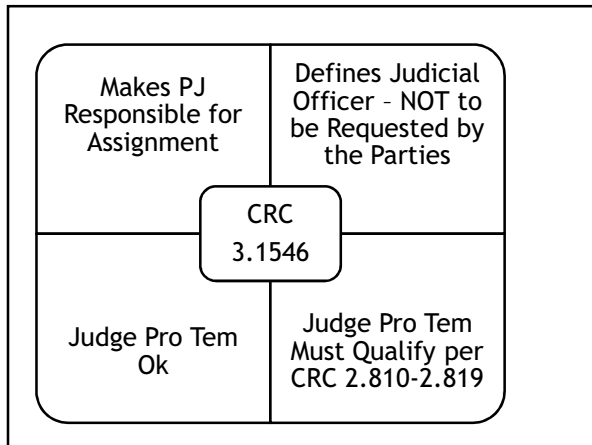 Makes PJ
Responsible for
Assignment
Defines Judicial
Officer – NOT to
be Requested by
the Parties
CRC
3.1546
Judge Pro Tem
Ok
Judge Pro Tem
Must Qualify per
CRC 2.810-2.819